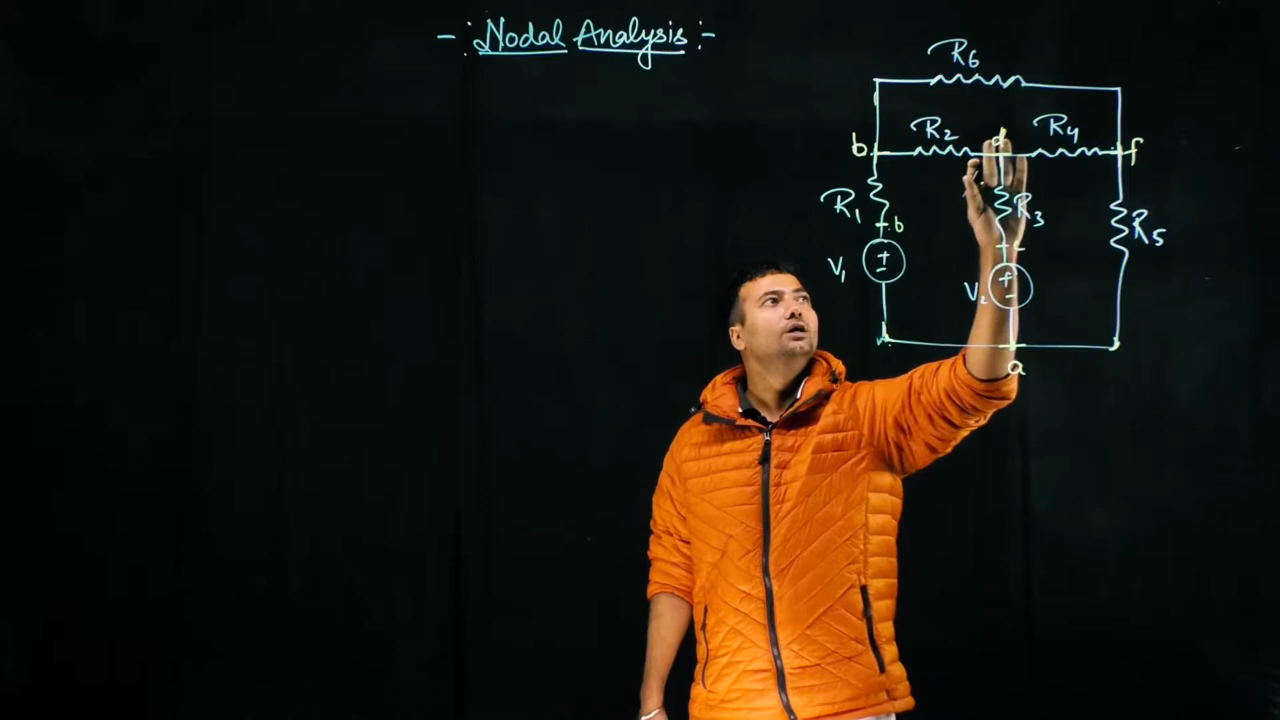 -:Nodal Analysis:-
R6
b R2 d R4 f
R1 b R3 c R5
V1 + -
V2 + -
a